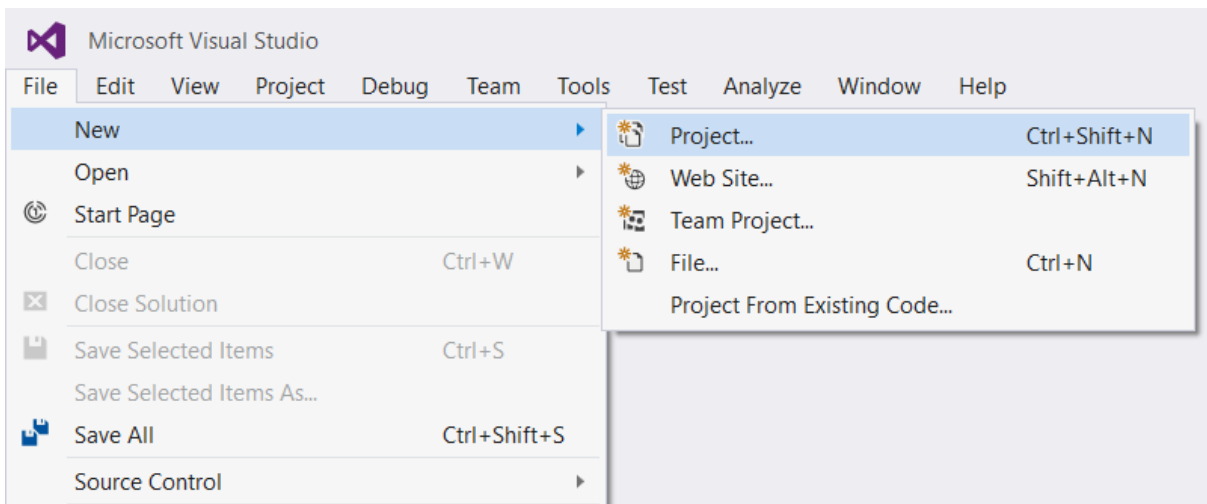 Microsoft Visual Studio
File Edit View Project Debug Team Tools Test Analyze Window Help
New
Open
Start Page
Close Ctrl+W
Close Solution
Save Selected Items Ctrl+S
Save Selected Items As...
Save All Ctrl+Shift+S
Source Control
Project... Ctrl+Shift+N
Web Site... Shift+Alt+N
Team Project...
File... Ctrl+N
Project From Existing Code...